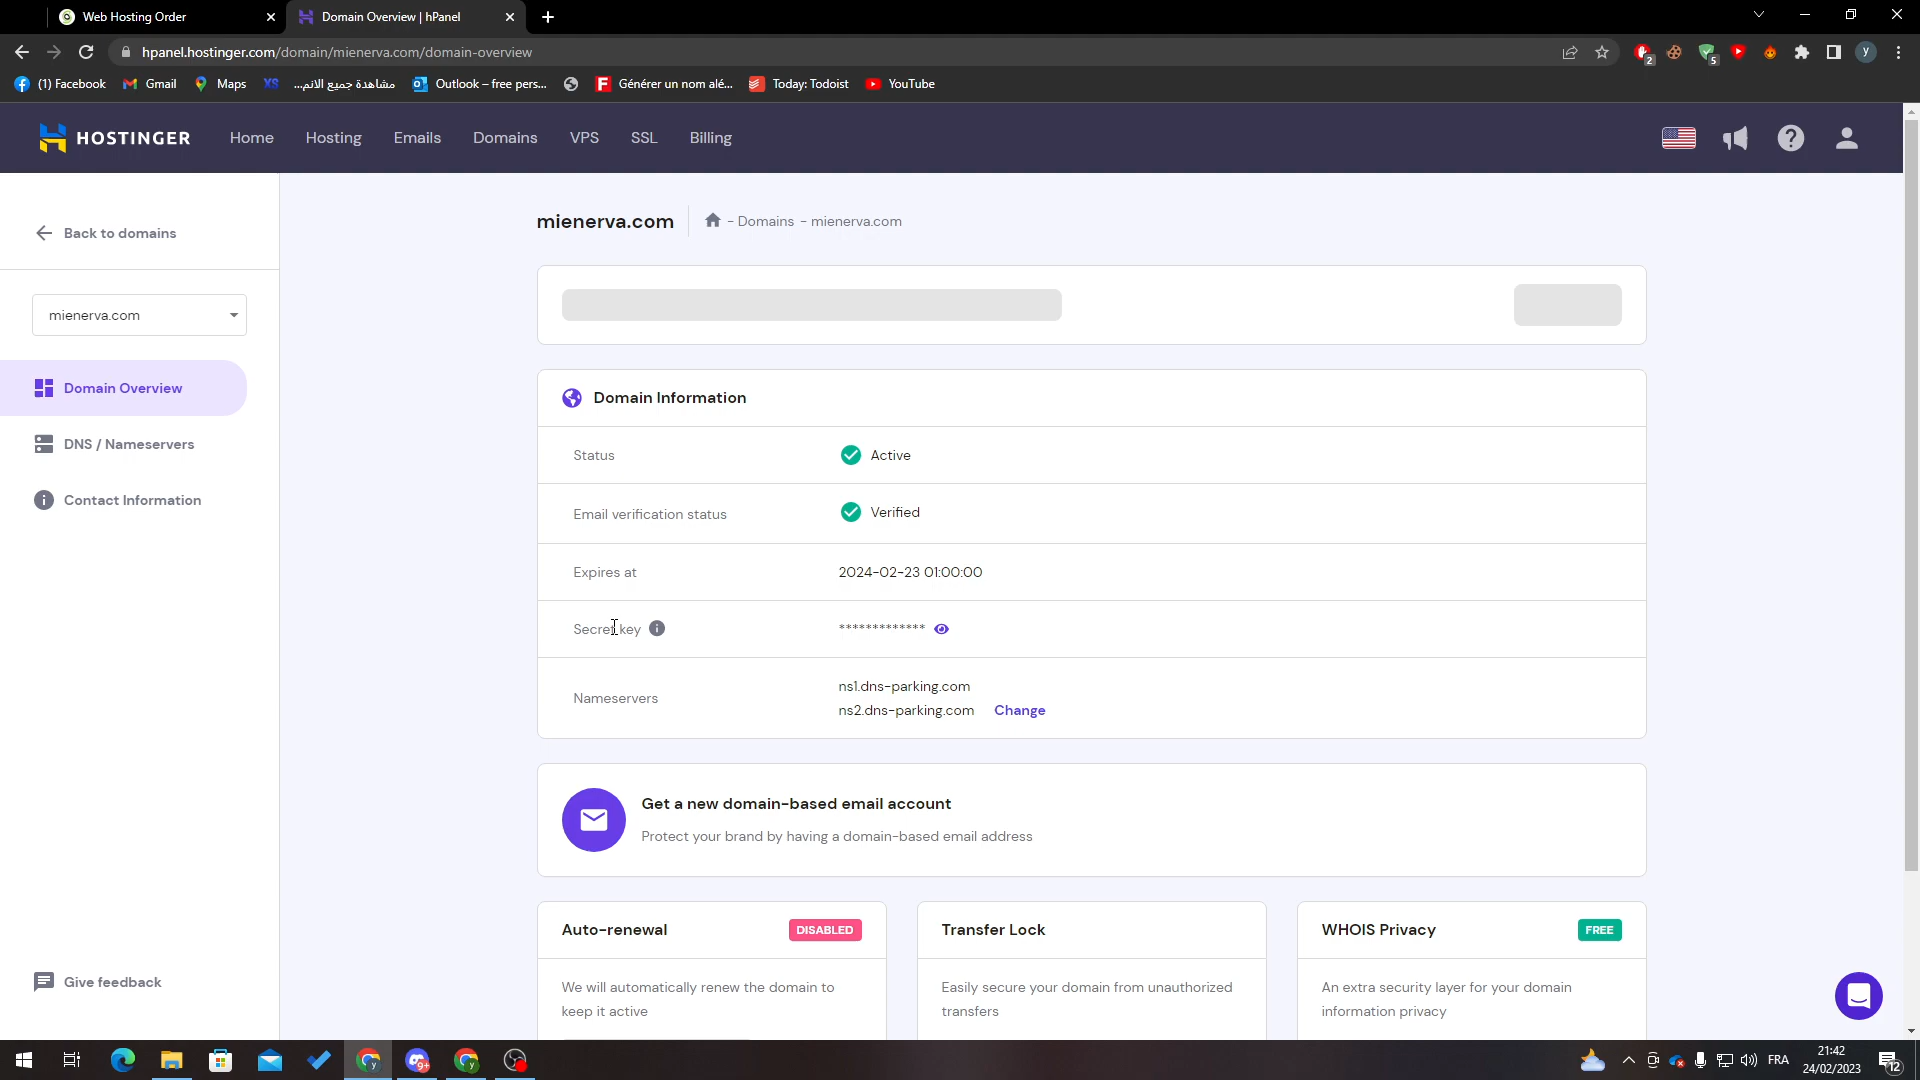 Web Hosting Order
Domain Overview | hPanel
hpanel.hostinger.com/domain/mienerva.com/domain-overview
2
5
y
(1) Facebook
Gmail
Maps
XS
مشاهدة جميع الانم...
Outlook – free pers...
Générer un nom alé...
Today: Todoist
YouTube
HOSTINGER
Home
Hosting
Emails
Domains
VPS
SSL
Billing
Back to domains
mienerva.com
Domain Overview
DNS / Nameservers
Contact Information
Give feedback
mienerva.com
- Domains - mienerva.com
Domain Information
Status
Active
Email verification status
Verified
Expires at
2024-02-23 01:00:00
Secret key
*************
Nameservers
ns1.dns-parking.com
ns2.dns-parking.com
Change
Get a new domain-based email account
Protect your brand by having a domain-based email address
Auto-renewal
DISABLED
We will automatically renew the domain to
keep it active
Transfer Lock
Easily secure your domain from unauthorized
transfers
WHOIS Privacy
FREE
An extra security layer for your domain
information privacy
9+
FRA
21:42
24/02/2023
12